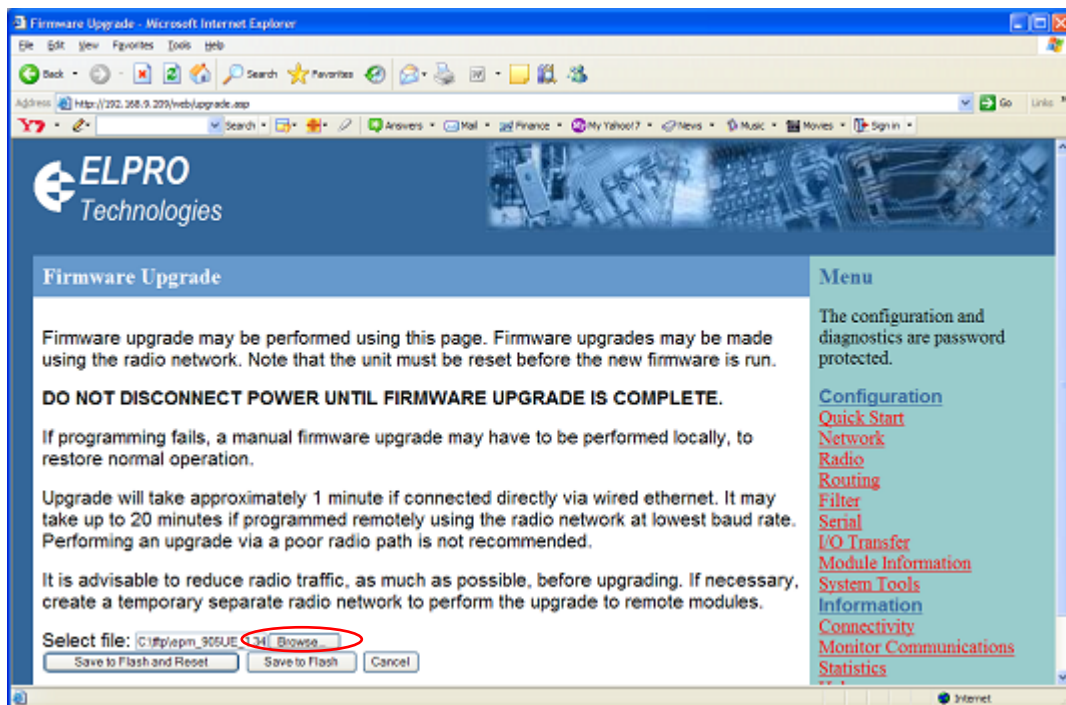 Firmware Upgrade - Microsoft Internet Explorer
File Edit View Favorites Tools Help
Back Search Favorites
Address http://192.168.9.209/web/upgrade.asp Go Links
Search Answers Mail Finance My Yahoo!7 News Music Movies Sign in
ELPRO
Technologies
Firmware Upgrade
Firmware upgrade may be performed using this page. Firmware upgrades may be made
using the radio network. Note that the unit must be reset before the new firmware is run.
DO NOT DISCONNECT POWER UNTIL FIRMWARE UPGRADE IS COMPLETE.
If programming fails, a manual firmware upgrade may have to be performed locally, to
restore normal operation.
Upgrade will take approximately 1 minute if connected directly via wired ethernet. It may
take up to 20 minutes if programmed remotely using the radio network at lowest baud rate.
Performing an upgrade via a poor radio path is not recommended.
It is advisable to reduce radio traffic, as much as possible, before upgrading. If necessary,
create a temporary separate radio network to perform the upgrade to remote modules.
Select file: Browse...
Save to Flash and Reset Save to Flash Cancel
Menu
The configuration and
diagnostics are password
protected.
Configuration
Quick Start
Network
Radio
Routing
Filter
Serial
I/O Transfer
Module Information
System Tools
Information
Connectivity
Monitor Communications
Statistics
Internet